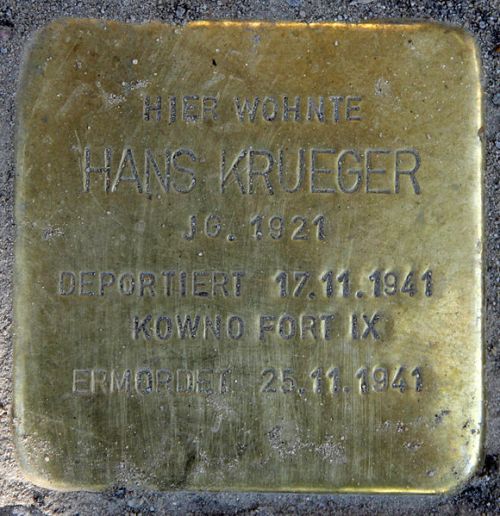 HIER WOHNTE
HANS KRUEGER
JG. 1921
DEPORTIERT 17.11.1941
KOWNO FORT IX
ERMORDET 25.11.1941